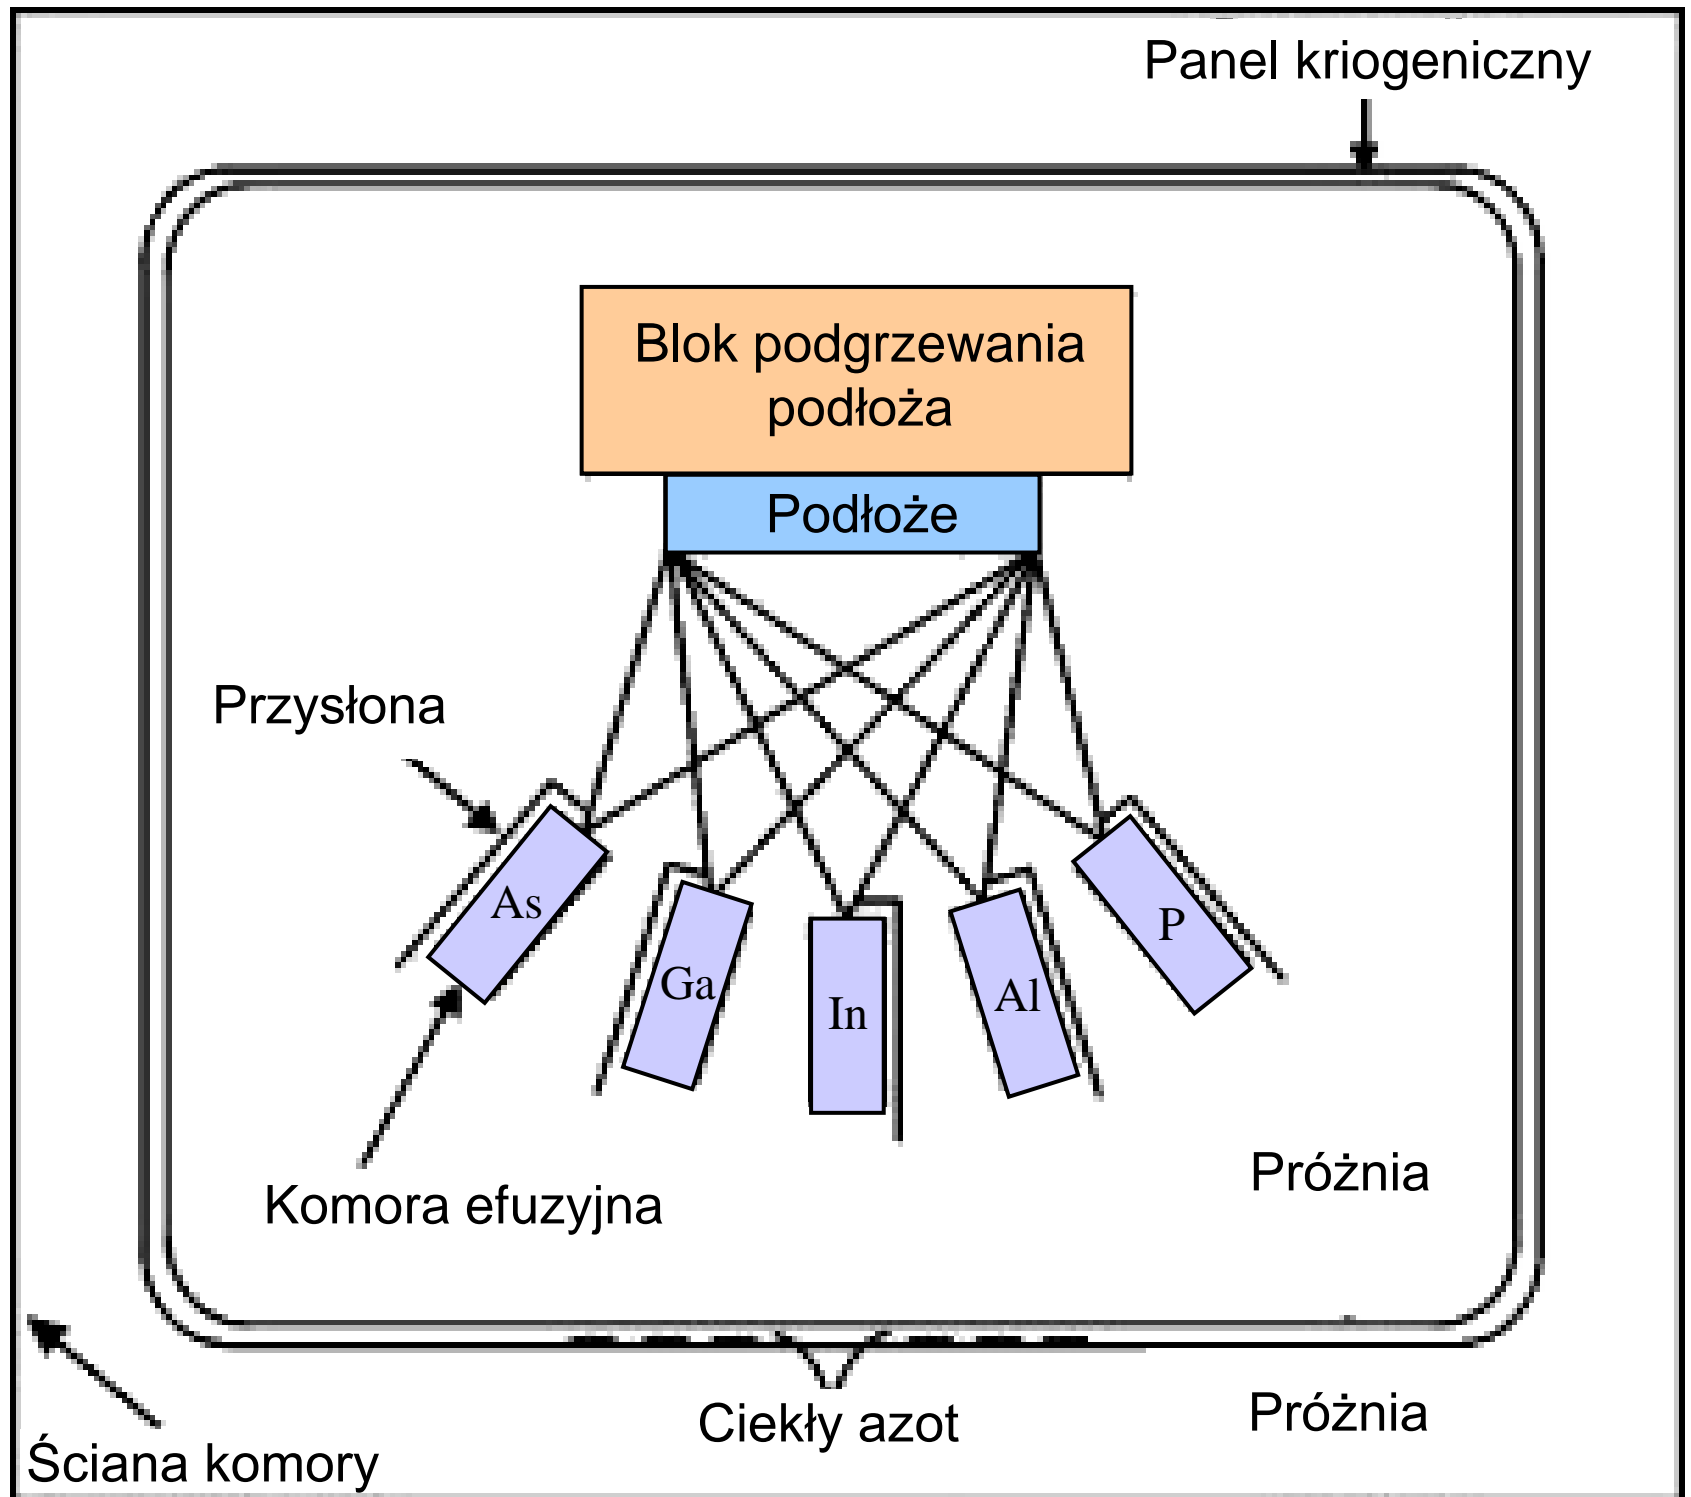 Panel kriogeniczny
Blok podgrzewania
podłoża
Podłoże
Przysłona
As
Ga
In
Al
P
Komora efuzyjna
Próżnia
Ciekły azot
Próżnia
Ściana komory